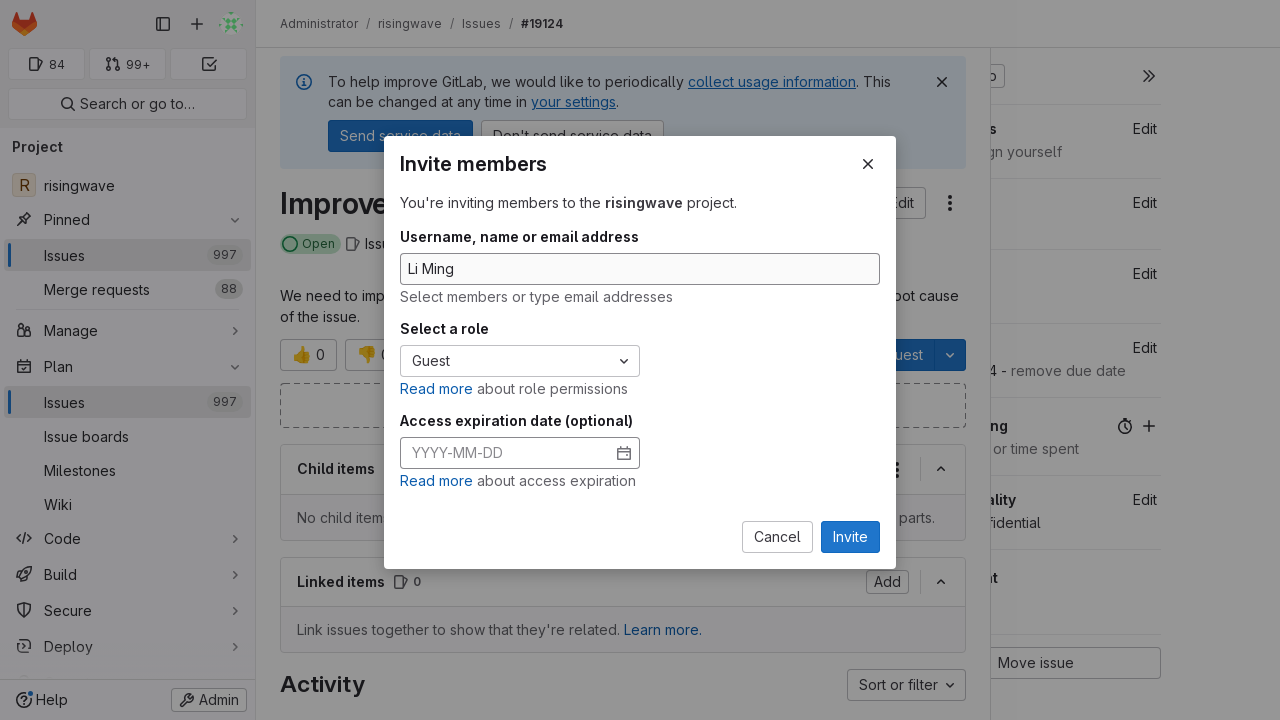 Administrator / risingwave / Issues / #19124
84
99+
Search or go to…
Project
R risingwave
Pinned
Issues 997
Merge requests 88
Manage
Plan
Issues 997
Issue boards
Milestones
Wiki
Code
Build
Secure
Deploy
Help
Admin
To help improve GitLab, we would like to periodically collect usage information. This
can be changed at any time in your settings.
Send service data
Don't send service data
Improve
Edit
Open
We need to imp
oot cause
of the issue.
👍 0
👎
Invite members
You're inviting members to the risingwave project.
Username, name or email address
Li Ming
Select members or type email addresses
Select a role
Guest
Read more about role permissions
Access expiration date (optional)
YYYY-MM-DD
Read more about access expiration
Cancel
Invite
Child items
No child item
parts.
Linked items 0
Add
Link issues together to show that they're related. Learn more.
Activity
Sort or filter
Edit
gn yourself
Edit
Edit
Edit
4 - remove due date
or time spent
Edit
Move issue